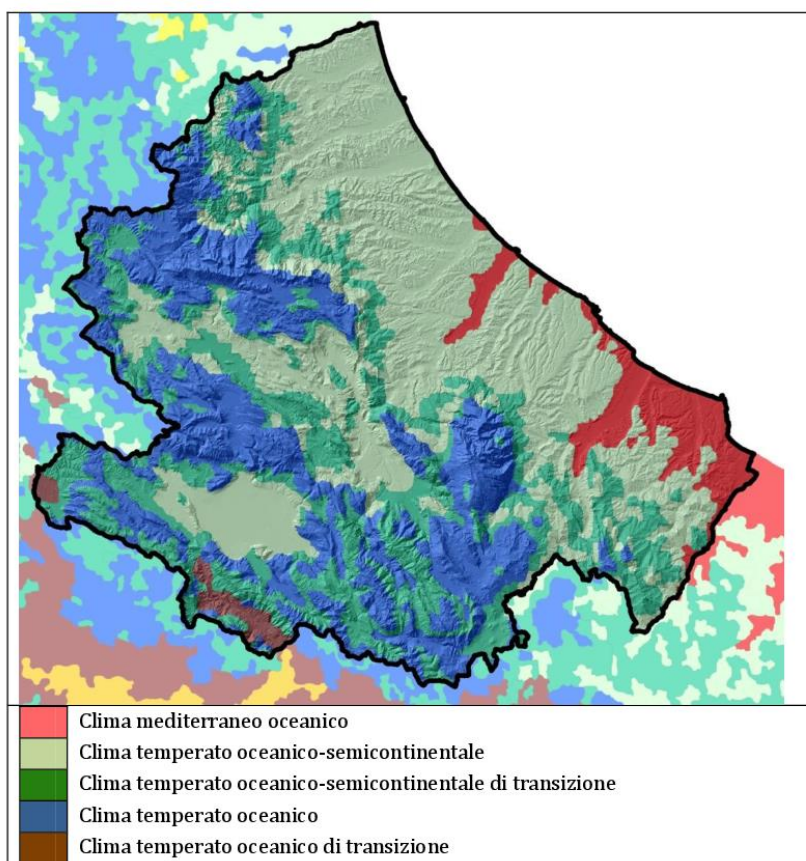 Clima mediterraneo oceanico
Clima temperato oceanico-semicontinentale
Clima temperato oceanico-semicontinentale di transizione
Clima temperato oceanico
Clima temperato oceanico di transizione